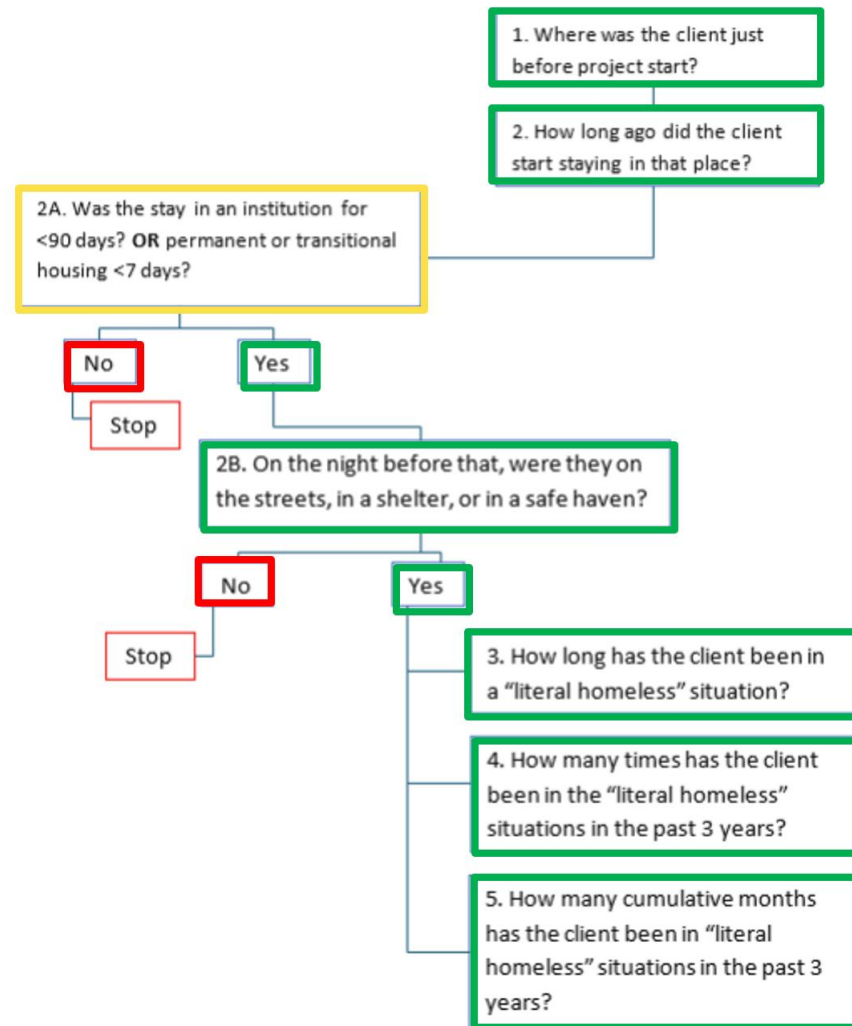 1. Where was the client just
before project start?
2. How long ago did the client
start staying in that place?
2A. Was the stay in an institution for
<90 days? OR permanent or transitional
housing <7 days?
No
Yes
Stop
2B. On the night before that, were they on
the streets, in a shelter, or in a safe haven?
No
Yes
Stop
3. How long has the client been in
a “literal homeless” situation?
4. How many times has the client
been in the “literal homeless”
situations in the past 3 years?
5. How many cumulative months
has the client been in “literal
homeless” situations in the past 3
years?